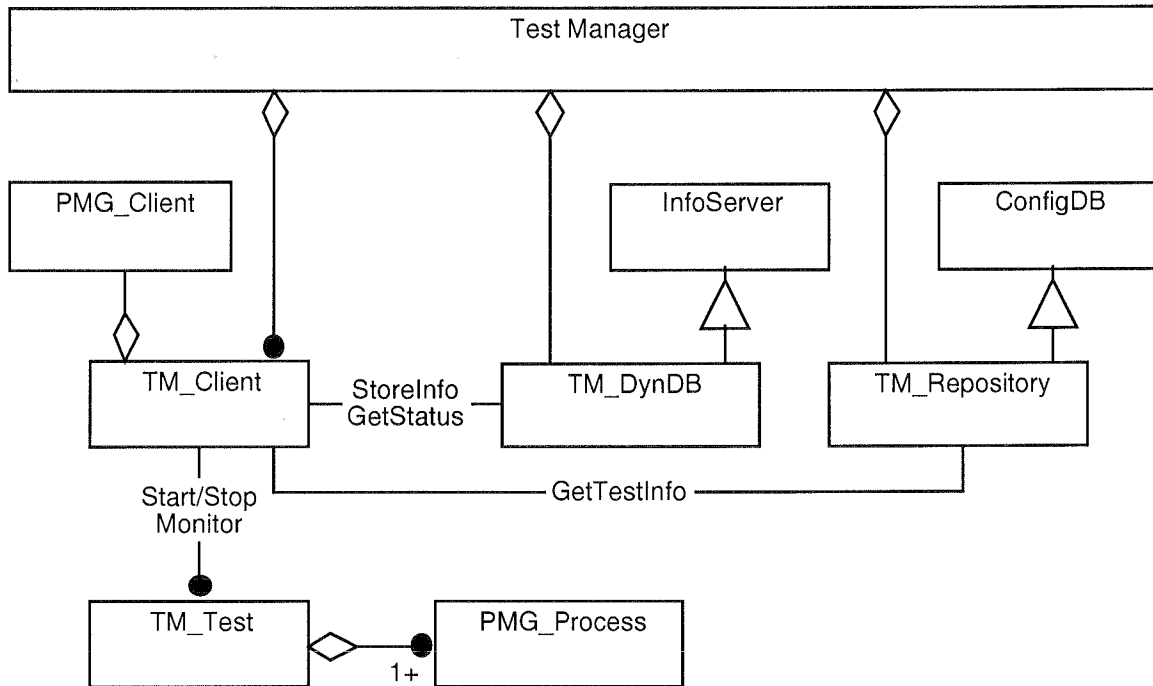 Test Manager
PMG_Client
InfoServer
ConfigDB
TM_Client
StoreInfo
GetStatus
TM_DynDB
TM_Repository
Start/Stop
Monitor
GetTestInfo
TM_Test
1+
PMG_Process